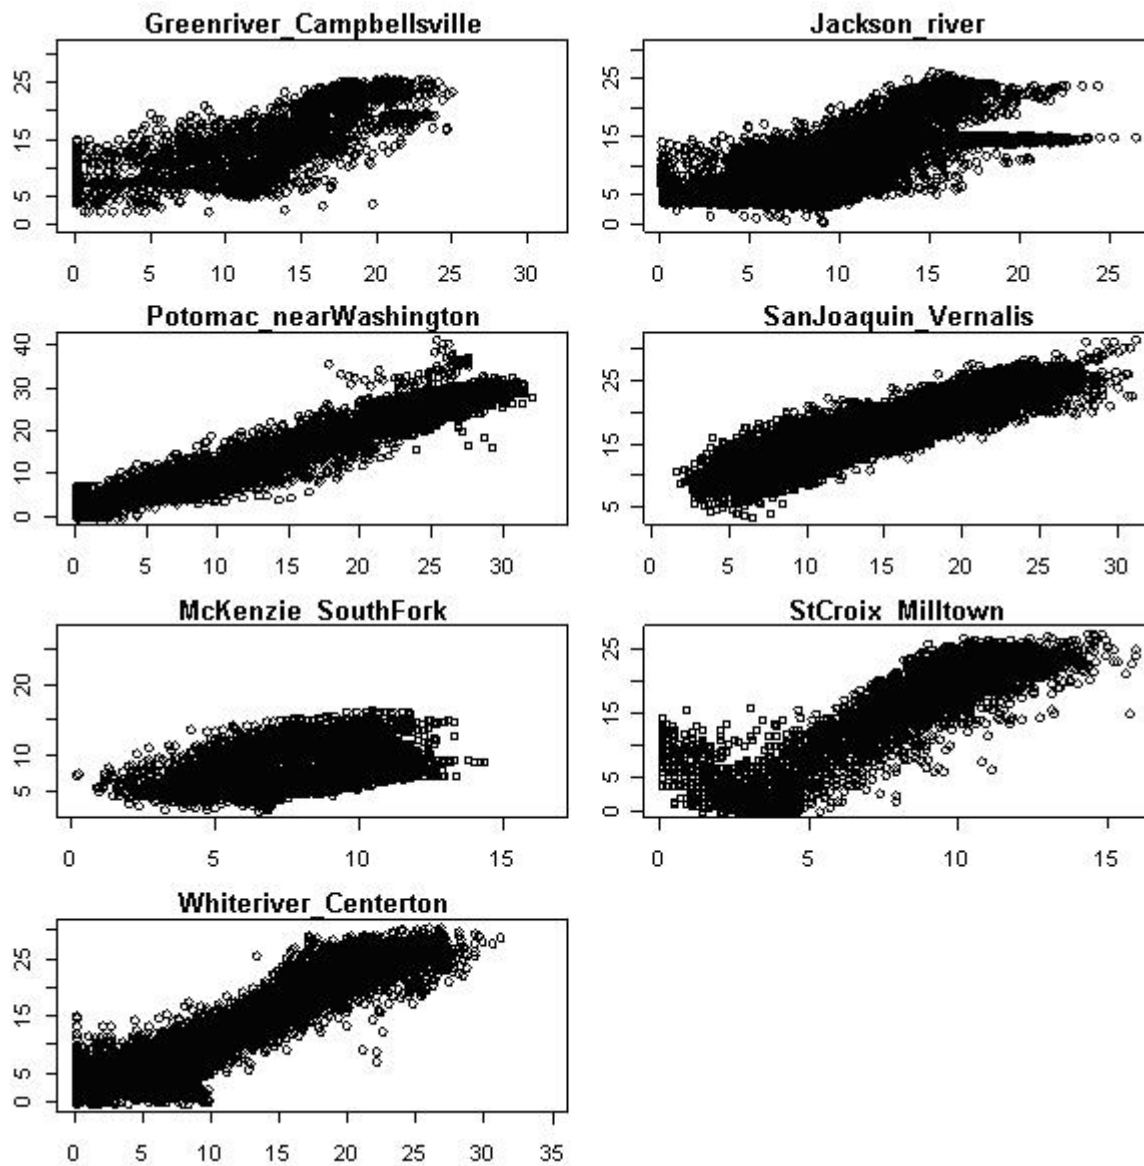 Greenriver_Campbellsville
25
15
5
0
0 5 10 15 20 25 30
Jackson_river
25
15
5
0
0 5 10 15 20 25
Potomac_nearWashington
40
30
20
10
0
0 5 10 15 20 25 30
SanJoaquin_Vernalis
25
15
5
0 5 10 15 20 25 30
McKenzie_SouthFork
20
10
5
0 5 10 15
StCroix_Milltown
25
15
5
0
0 5 10 15
Whiteriver_Centerton
25
15
5
0
0 5 10 15 20 25 30 35